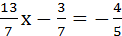 13/7 x − 3/7 = − 4/5